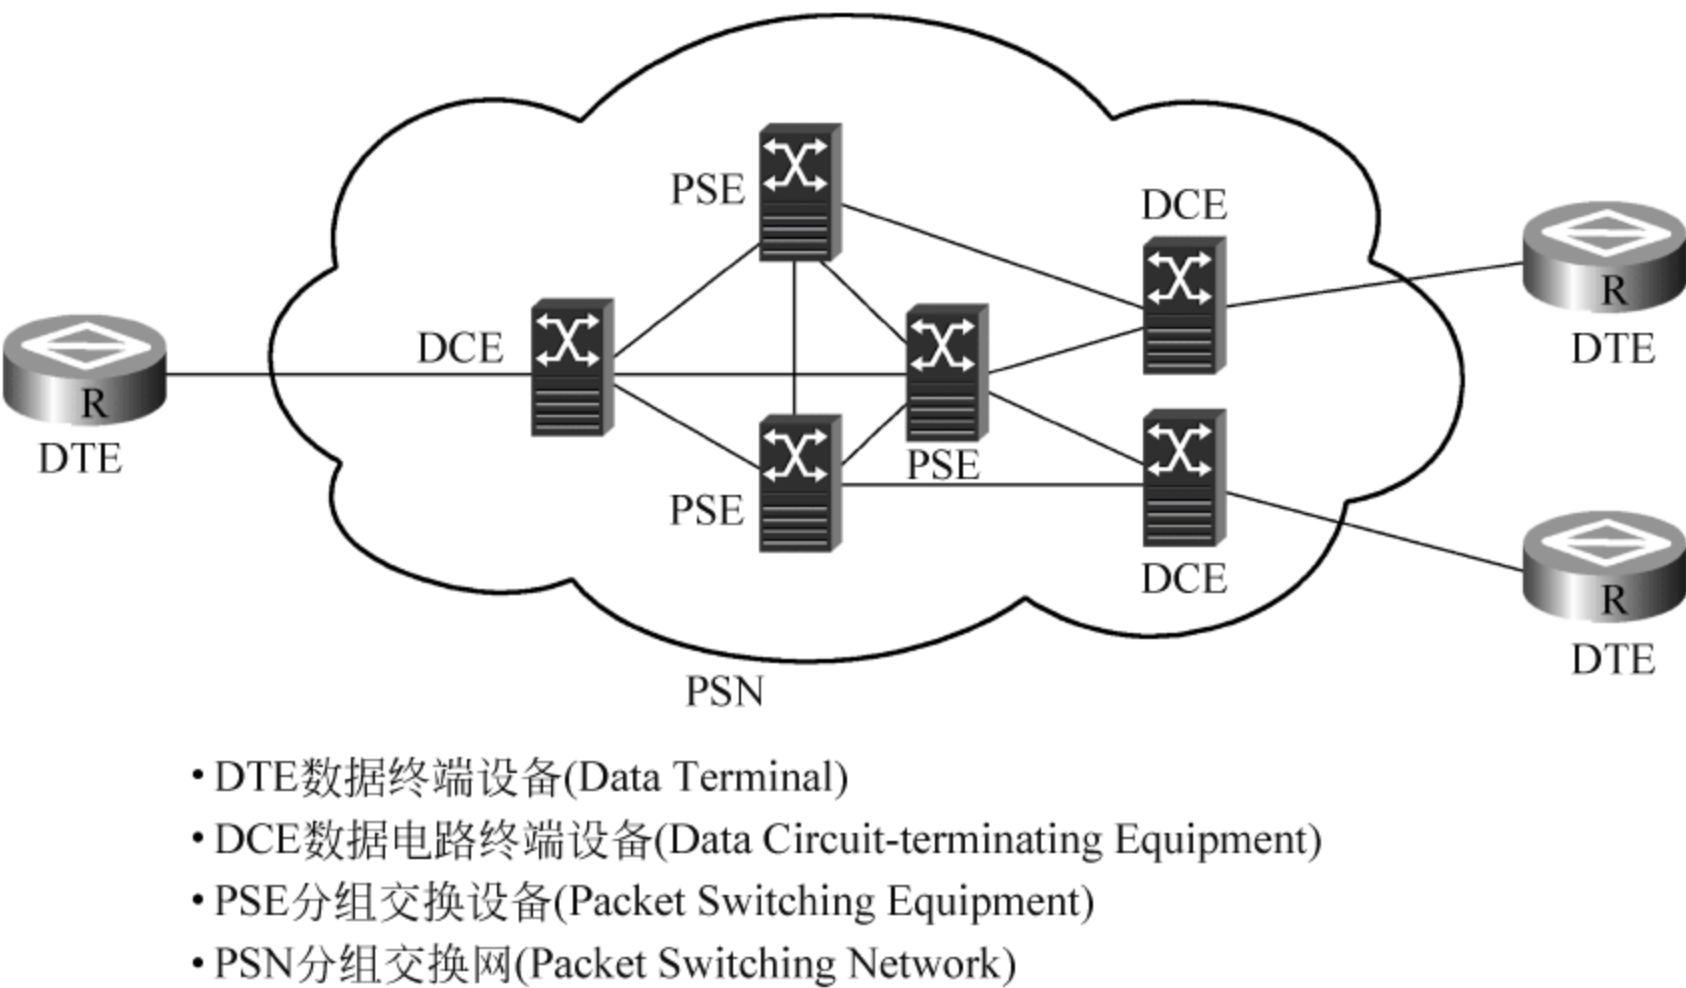 PSE
DCE
R
DTE
DCE
R
DTE
PSE
PSE
DCE
R
DTE
PSN
• DTE数据终端设备(Data Terminal)
• DCE数据电路终端设备(Data Circuit-terminating Equipment)
• PSE分组交换设备(Packet Switching Equipment)
• PSN分组交换网(Packet Switching Network)